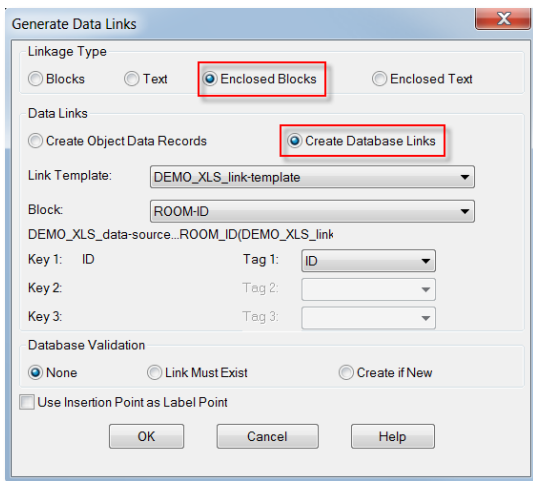 Generate Data Links
Linkage Type
Blocks Text Enclosed Blocks Enclosed Text
Data Links
Create Object Data Records Create Database Links
Link Template: DEMO_XLS_link-template
Block: ROOM-ID
DEMO_XLS_data-source...ROOM_ID(DEMO_XLS_link
Key 1: ID Tag 1: ID
Key 2: Tag 2:
Key 3: Tag 3:
Database Validation
None Link Must Exist Create if New
Use Insertion Point as Label Point
OK Cancel Help